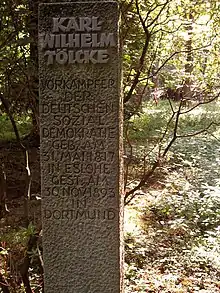 KARL
WILHELM
TÖLCKE
VORKÄMPFER
DER
DEUTSCHEN
SOZIAL
DEMOKRATIE
GEB. AM
31. MAI 1817
IN ESLOHE
GEST. AM
30. NOV. 1893
IN
DORTMUND